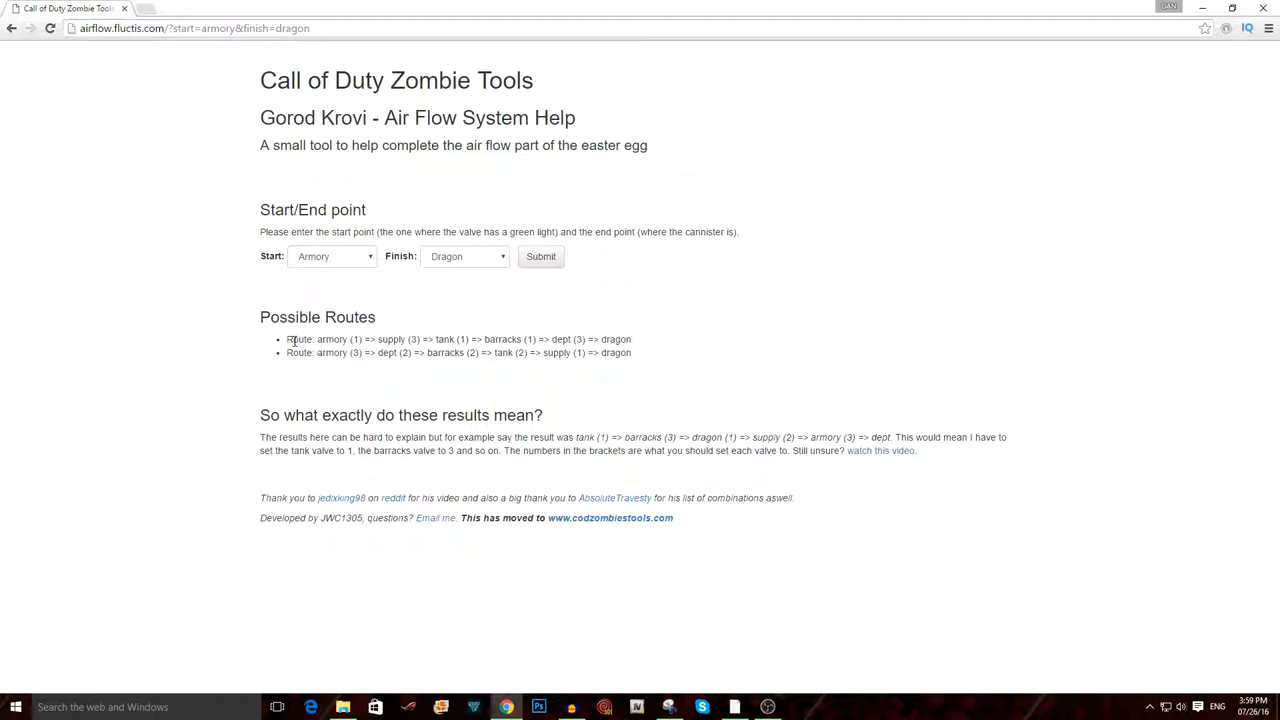 Call of Duty Zombie Tools
DAN
airflow.fluctis.com/?start=armory&finish=dragon
Call of Duty Zombie Tools
Gorod Krovi - Air Flow System Help
A small tool to help complete the air flow part of the easter egg
Start/End point
Please enter the start point (the one where the valve has a green light) and the end point (where the cannister is).
Start: Armory Finish: Dragon Submit
Possible Routes
Route: armory (1) => supply (3) => tank (1) => barracks (1) => dept (3) => dragon
Route: armory (3) => dept (2) => barracks (2) => tank (2) => supply (1) => dragon
So what exactly do these results mean?
The results here can be hard to explain but for example say the result was tank (1) => barracks (3) => dragon (1) => supply (2) => armory (3) => dept. This would mean I have to
set the tank valve to 1, the barracks valve to 3 and so on. The numbers in the brackets are what you should set each valve to. Still unsure? watch this video.
Thank you to jedixking98 on reddit for his video and also a big thank you to AbsoluteTravesty for his list of combinations aswell.
Developed by JWC1305, questions? Email me. This has moved to www.codzombiestools.com
Search the web and Windows
ENG
3:59 PM
07/26/16